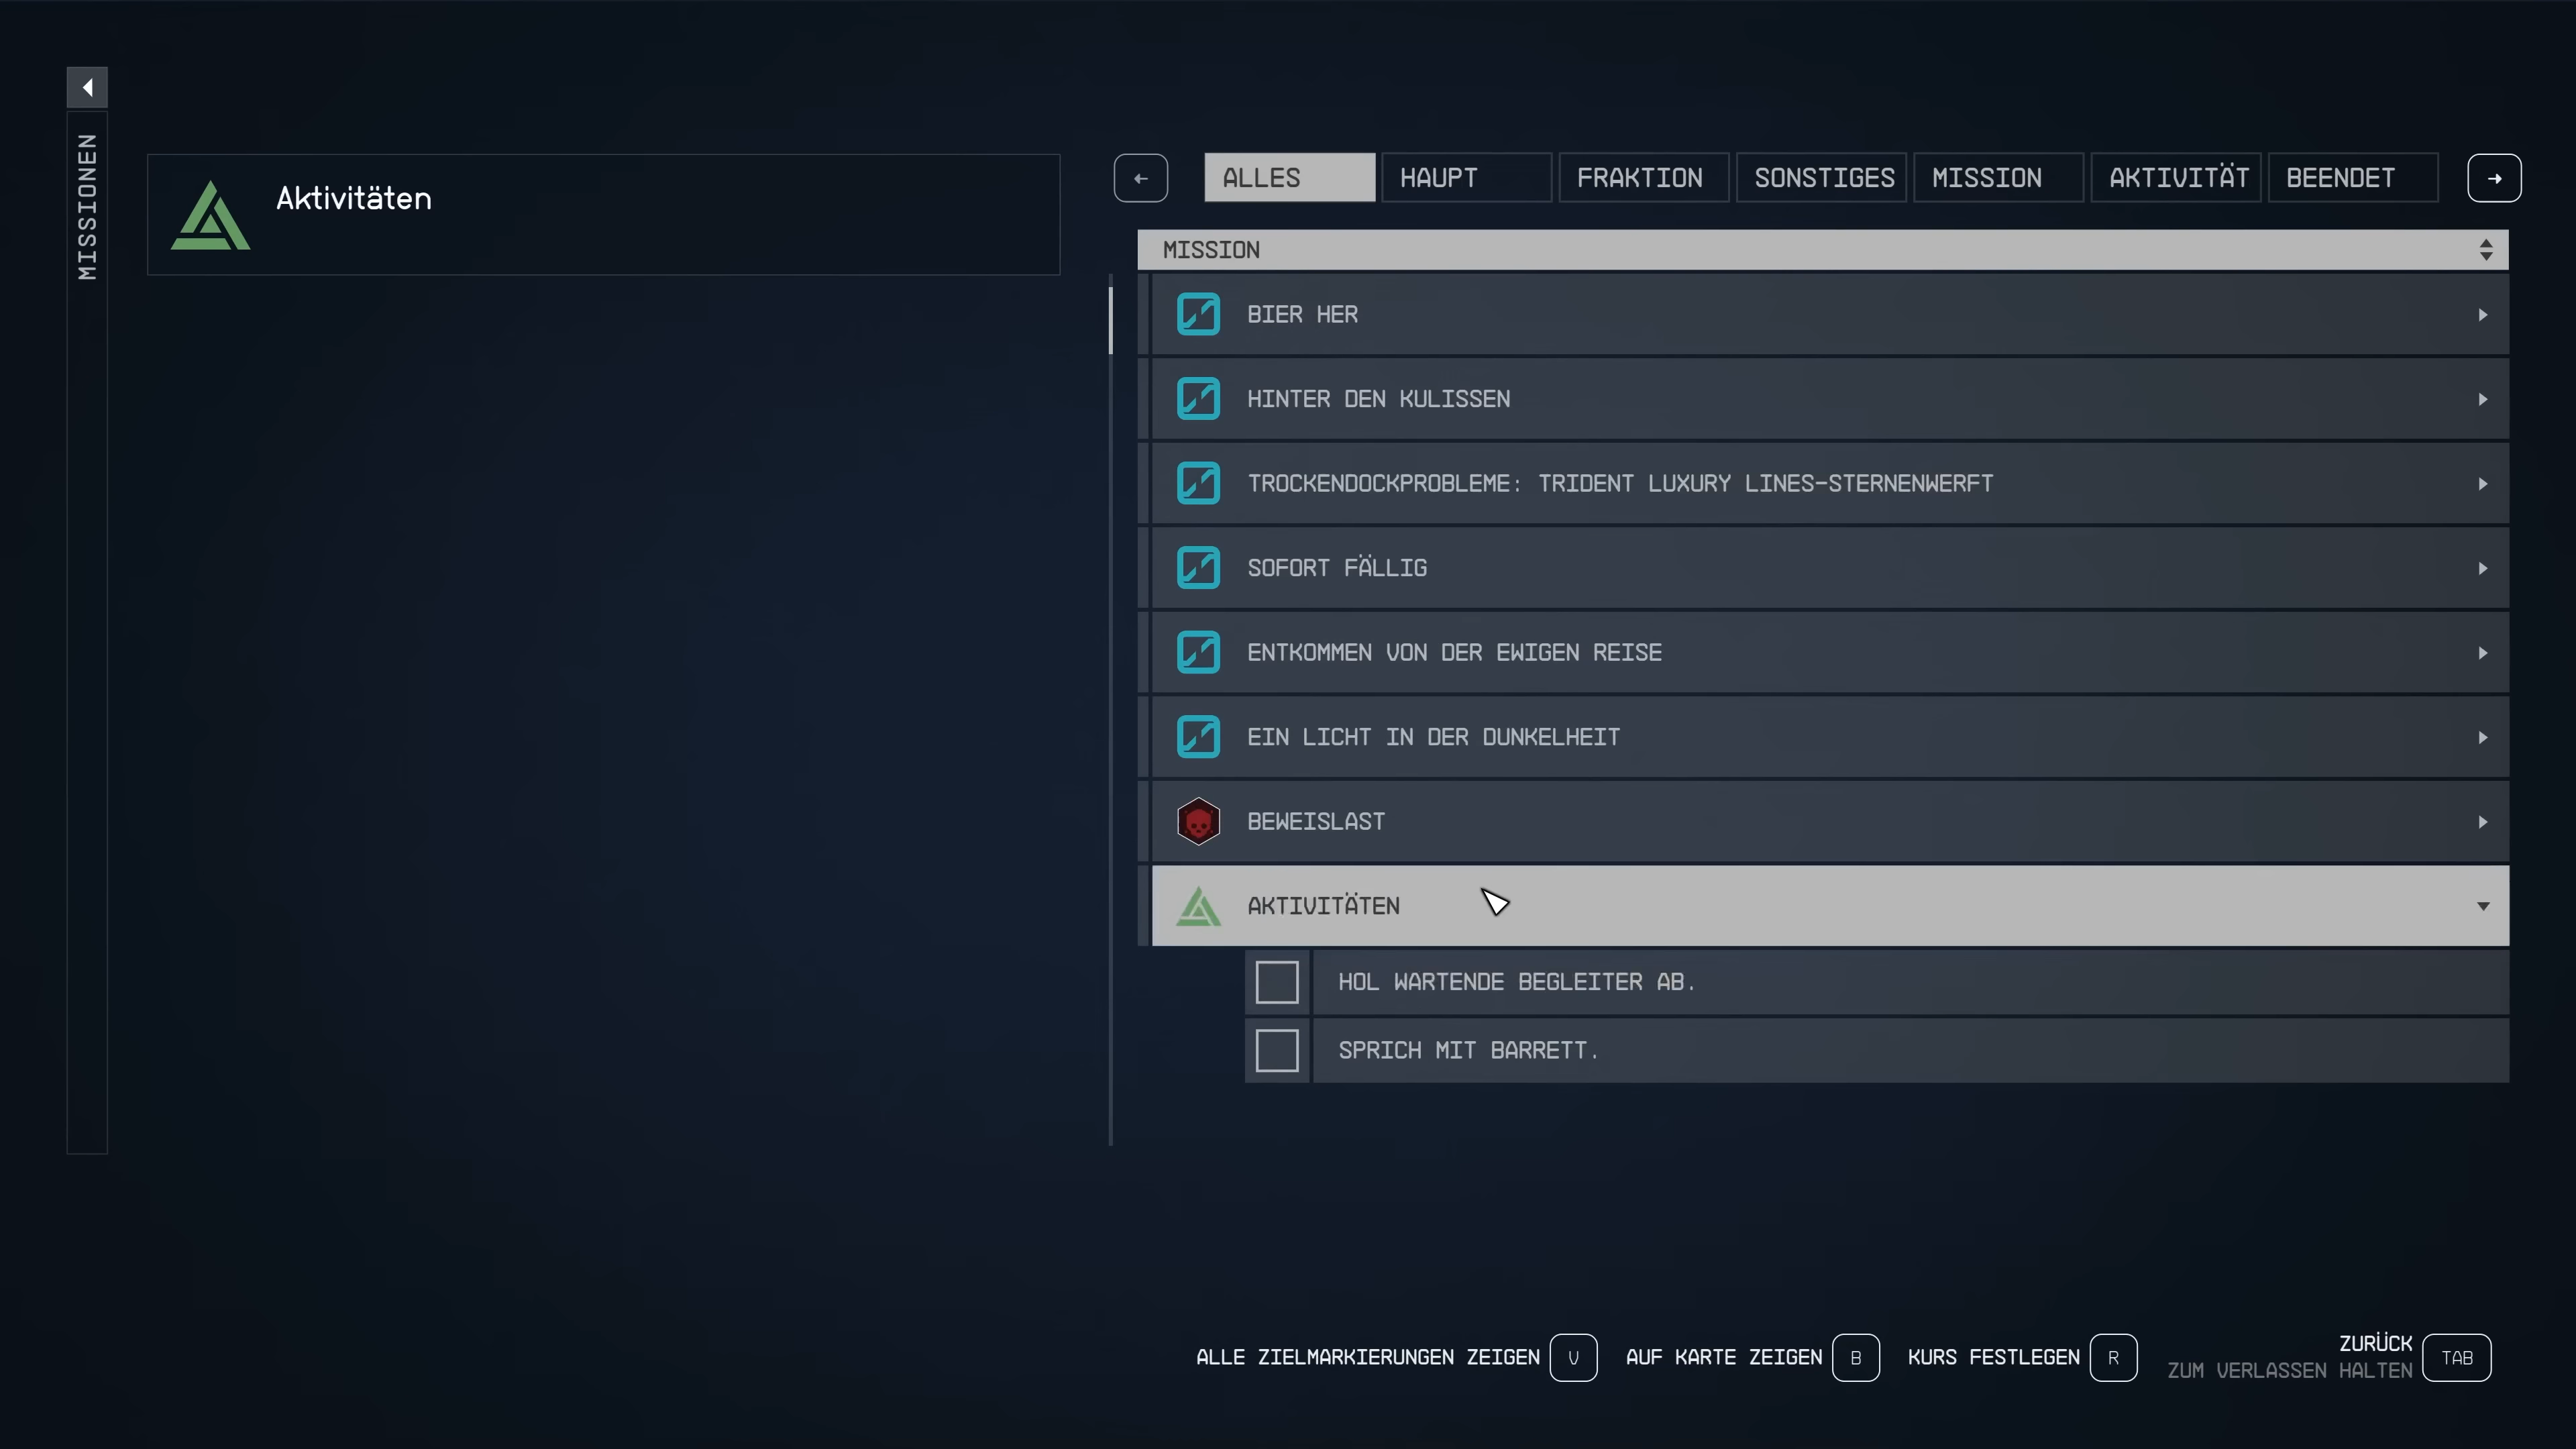 MISSIONEN
Aktivitäten
ALLES HAUPT FRAKTION SONSTIGES MISSION AKTIVITÄT BEENDET
MISSION
BIER HER
HINTER DEN KULISSEN
TROCKENDOCKPROBLEME: TRIDENT LUXURY LINES-STERNENWERFT
SOFORT FÄLLIG
ENTKOMMEN VON DER EWIGEN REISE
EIN LICHT IN DER DUNKELHEIT
BEWEISLAST
AKTIVITÄTEN
HOL WARTENDE BEGLEITER AB.
SPRICH MIT BARRETT.
ALLE ZIELMARKIERUNGEN ZEIGEN V AUF KARTE ZEIGEN B KURS FESTLEGEN R ZURÜCK TAB
ZUM VERLASSEN HALTEN